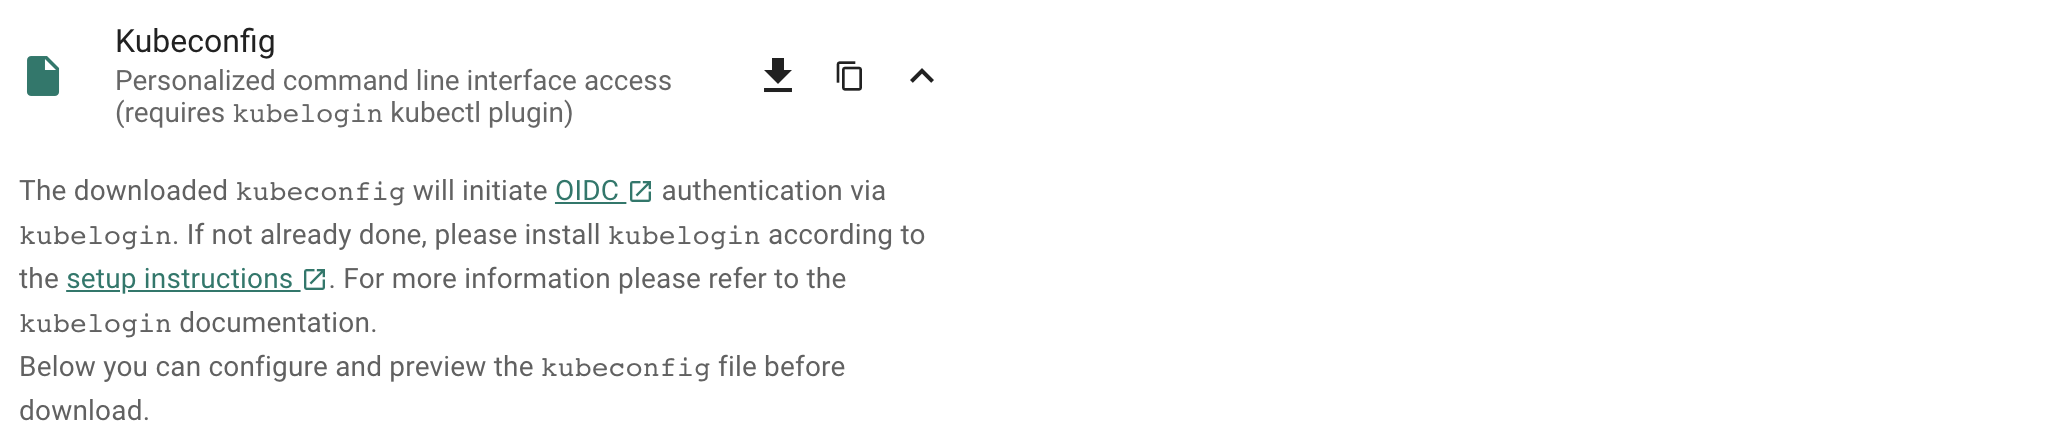 Kubeconfig
Personalized command line interface access
(requires kubelogin kubectl plugin)
The downloaded kubeconfig will initiate OIDC authentication via
kubelogin. If not already done, please install kubelogin according to
the setup instructions. For more information please refer to the
kubelogin documentation.
Below you can configure and preview the kubeconfig file before
download.